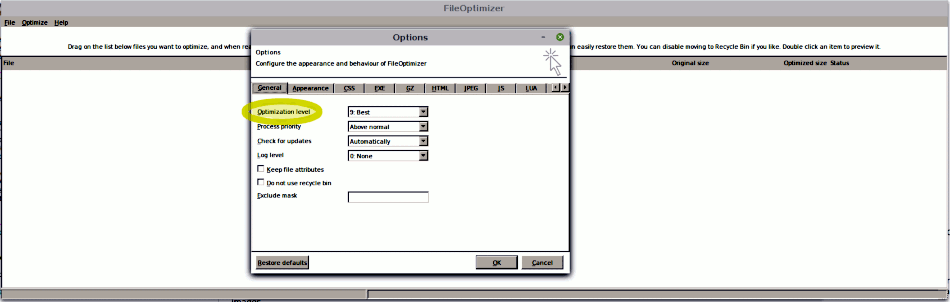 FileOptimizer
File Optimize Help
Options
Drag on the list below files you want to optimize, and when rea
n easily restore them. You can disable moving to Recycle Bin if you like. Double click an item to preview it.
Options
Configure the appearance and behaviour of FileOptimizer
File Original size Optimized size Status
General Appearance CSS EXE GZ HTML JPEG JS LUA
Optimization level 9: Best
Process priority Above normal
Check for updates Automatically
Log level 0: None
Keep file attributes
Do not use recycle bin
Exclude mask
Restore defaults OK Cancel